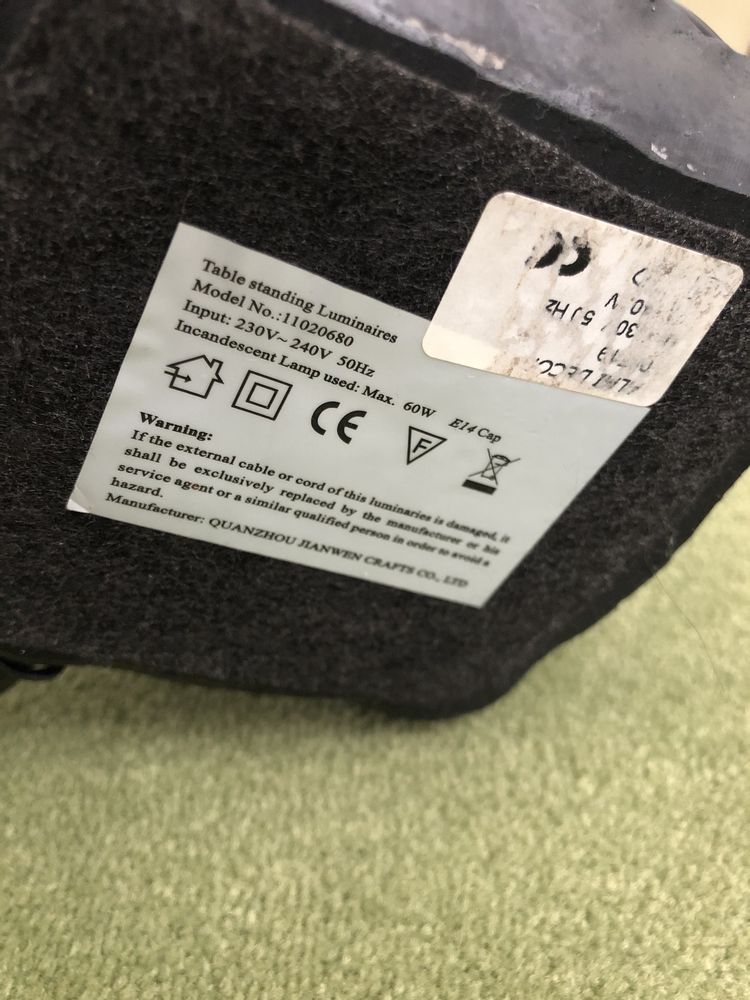 Table standing Luminaires
Model No.:11020680
Input: 230V~ 240V 50Hz
Incandescent Lamp used: Max. 60W E14 Cap
CE
F
Warning:
If the external cable or cord of this luminaries is damaged, it
shall be exclusively replaced by the manufacturer or his
service agent or a similar qualified person in order to avoid a
hazard.
Manufacturer: QUANZHOU JIANWEN CRAFTS CO., LTD